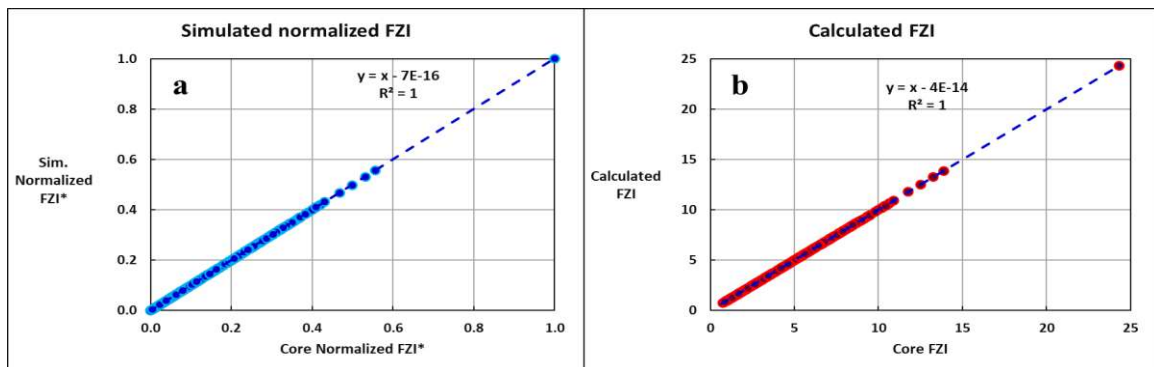 Simulated normalized FZI
1.0
0.8
0.6
0.4
0.2
0.0
a
y = x - 7E-16
R² = 1
Sim.
Normalized
FZI*
0.0 0.2 0.4 0.6 0.8 1.0
Core Normalized FZI*
Calculated FZI
25
20
15
10
5
0
b
y = x - 4E-14
R² = 1
Calculated
FZI
0 5 10 15 20 25
Core FZI